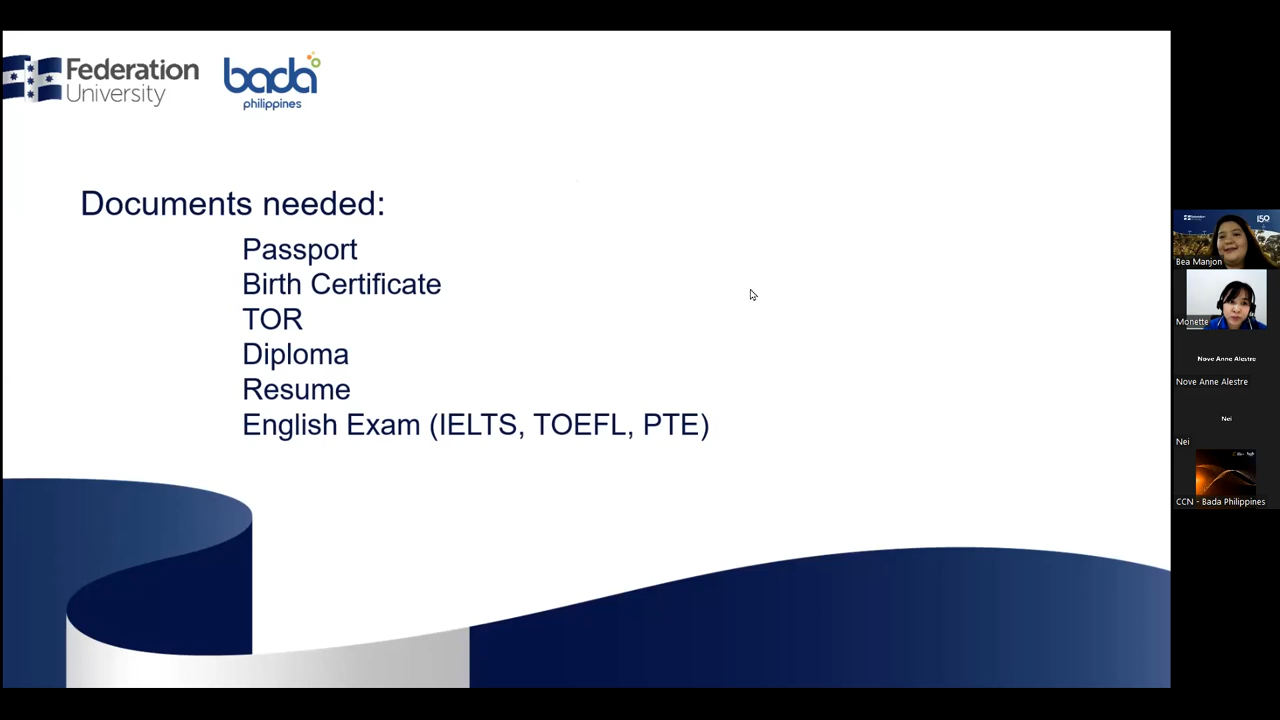 Federation
University
bada
philippines
Documents needed:
Passport
Birth Certificate
TOR
Diploma
Resume
English Exam (IELTS, TOEFL, PTE)
150
Bea Manjon
Monette
Nove Anne Alestre
Nove Anne Alestre
Nei
Nei
CCN - Bada Philippines